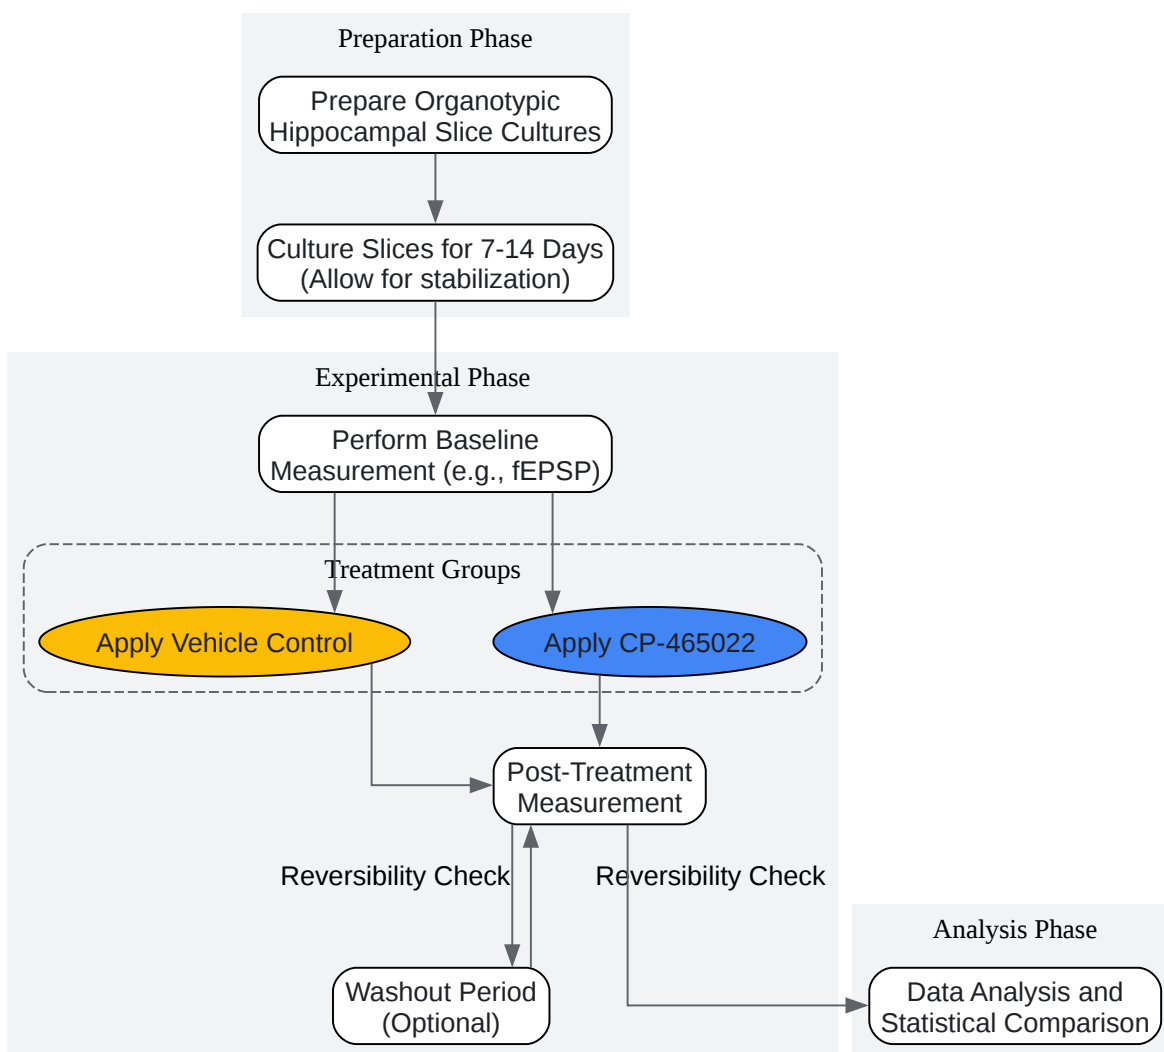 Preparation Phase
Prepare Organotypic
Hippocampal Slice Cultures
Culture Slices for 7-14 Days
(Allow for stabilization)
Experimental Phase
Perform Baseline
Measurement (e.g., fEPSP)
Treatment Groups
Apply Vehicle Control
Apply CP-465022
Post-Treatment
Measurement
Reversibility Check
Reversibility Check
Washout Period
(Optional)
Analysis Phase
Data Analysis and
Statistical Comparison